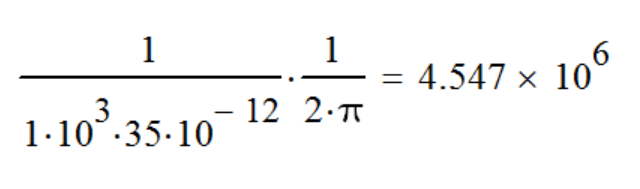 1/(1·10^3·35·10^−12) · 1/(2·π) = 4.547 × 10^6